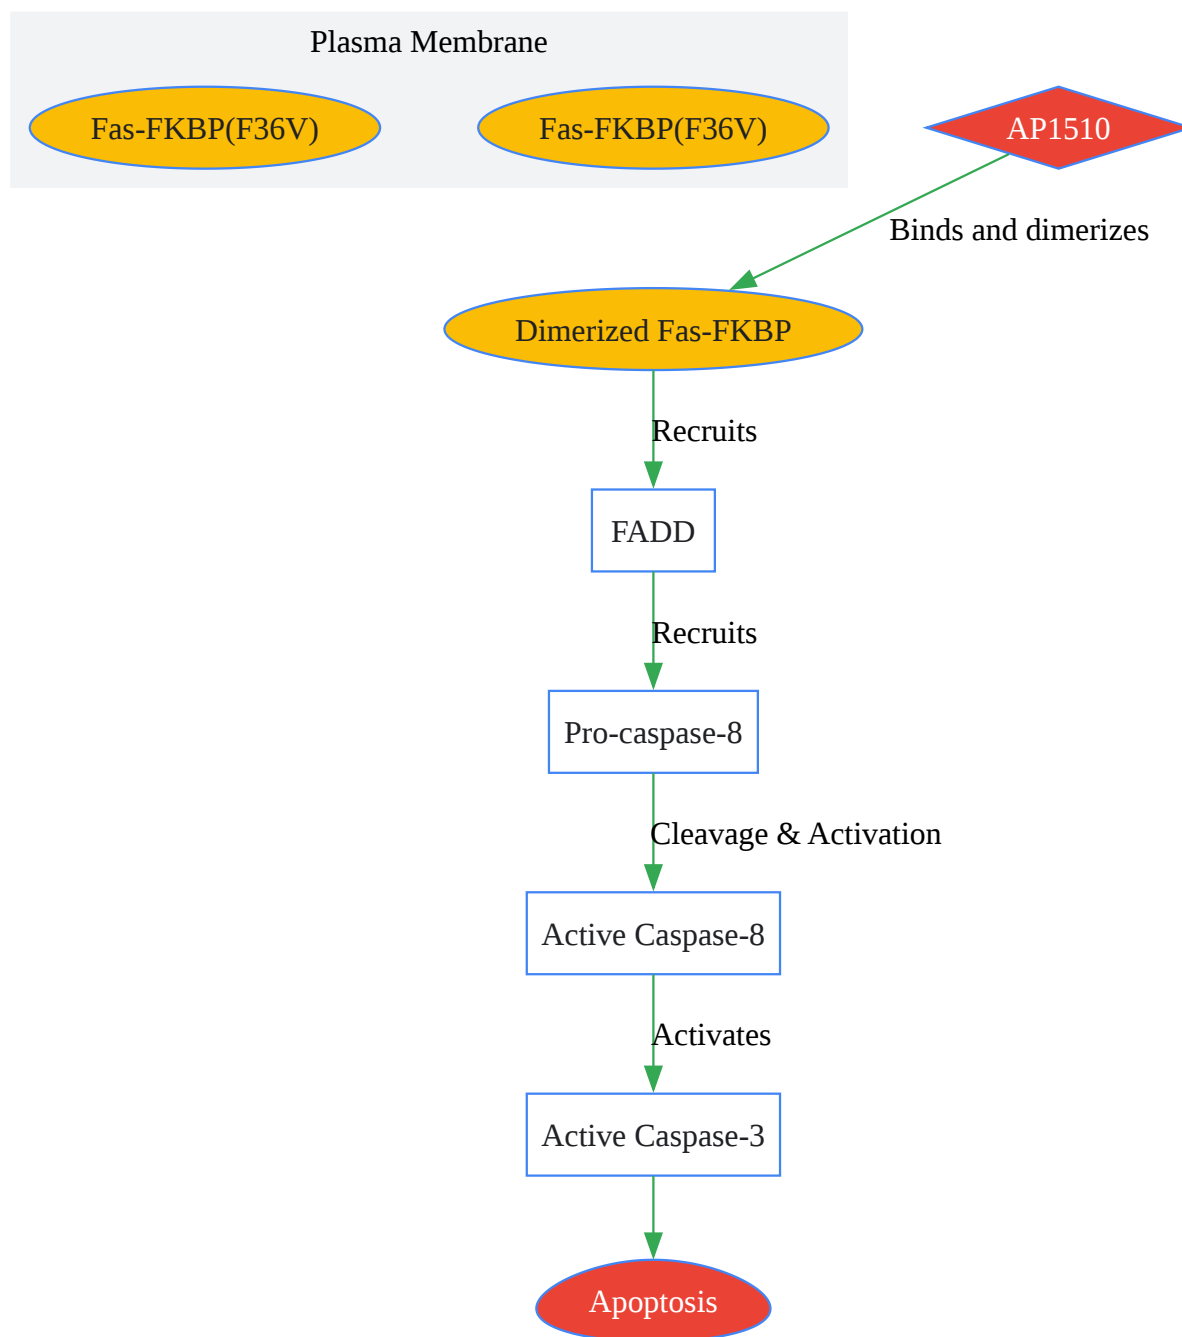 Plasma Membrane
Fas-FKBP(F36V)
Fas-FKBP(F36V)
AP1510
Binds and dimerizes
Dimerized Fas-FKBP
Recruits
FADD
Recruits
Pro-caspase-8
Cleavage & Activation
Active Caspase-8
Activates
Active Caspase-3
Apoptosis